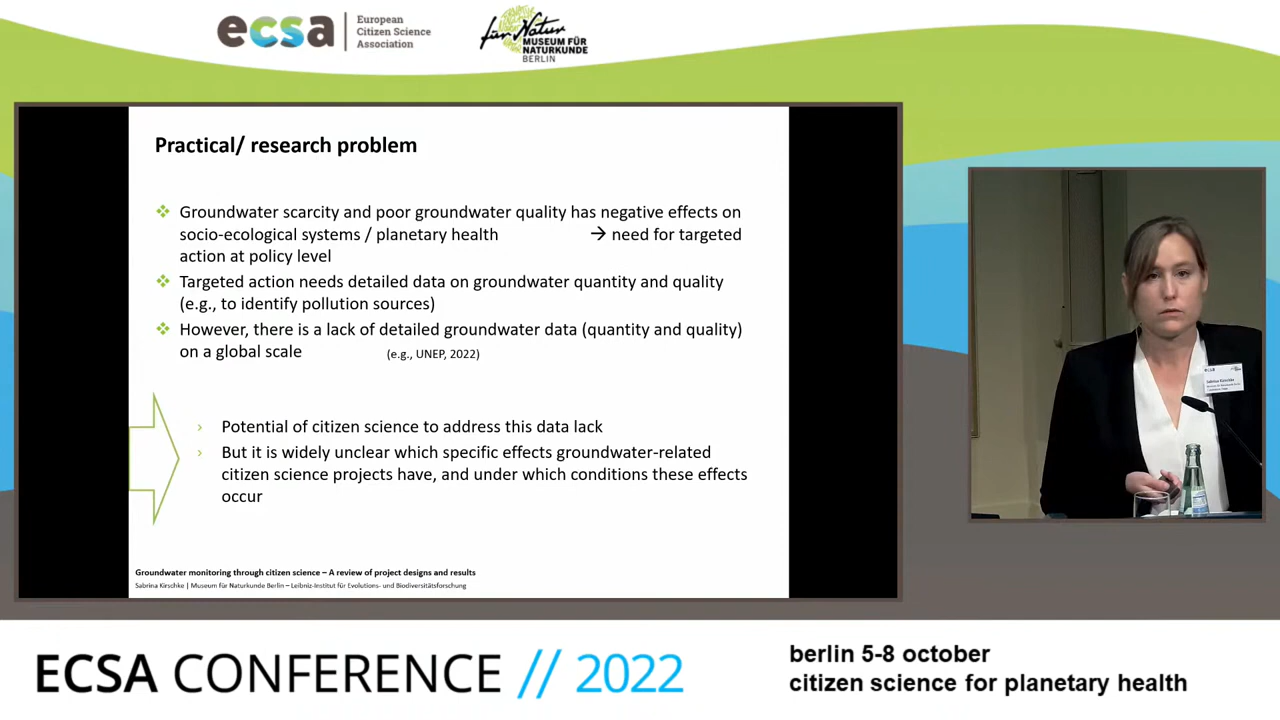 ecsa
European
Citizen Science
Association
für Natur
MUSEUM FÜR
NATURKUNDE
BERLIN
Practical/ research problem
Groundwater scarcity and poor groundwater quality has negative effects on
socio-ecological systems / planetary health → need for targeted
action at policy level
Targeted action needs detailed data on groundwater quantity and quality
(e.g., to identify pollution sources)
However, there is a lack of detailed groundwater data (quantity and quality)
on a global scale (e.g., UNEP, 2022)
Potential of citizen science to address this data lack
But it is widely unclear which specific effects groundwater-related
citizen science projects have, and under which conditions these effects
occur
Groundwater monitoring through citizen science – A review of project designs and results
Sabrina Kirschke | Museum für Naturkunde Berlin – Leibniz-Institut für Evolutions- und Biodiversitätsforschung
ecsa
Sabrina Kirschke
ECSA CONFERENCE // 2022
berlin 5-8 october
citizen science for planetary health